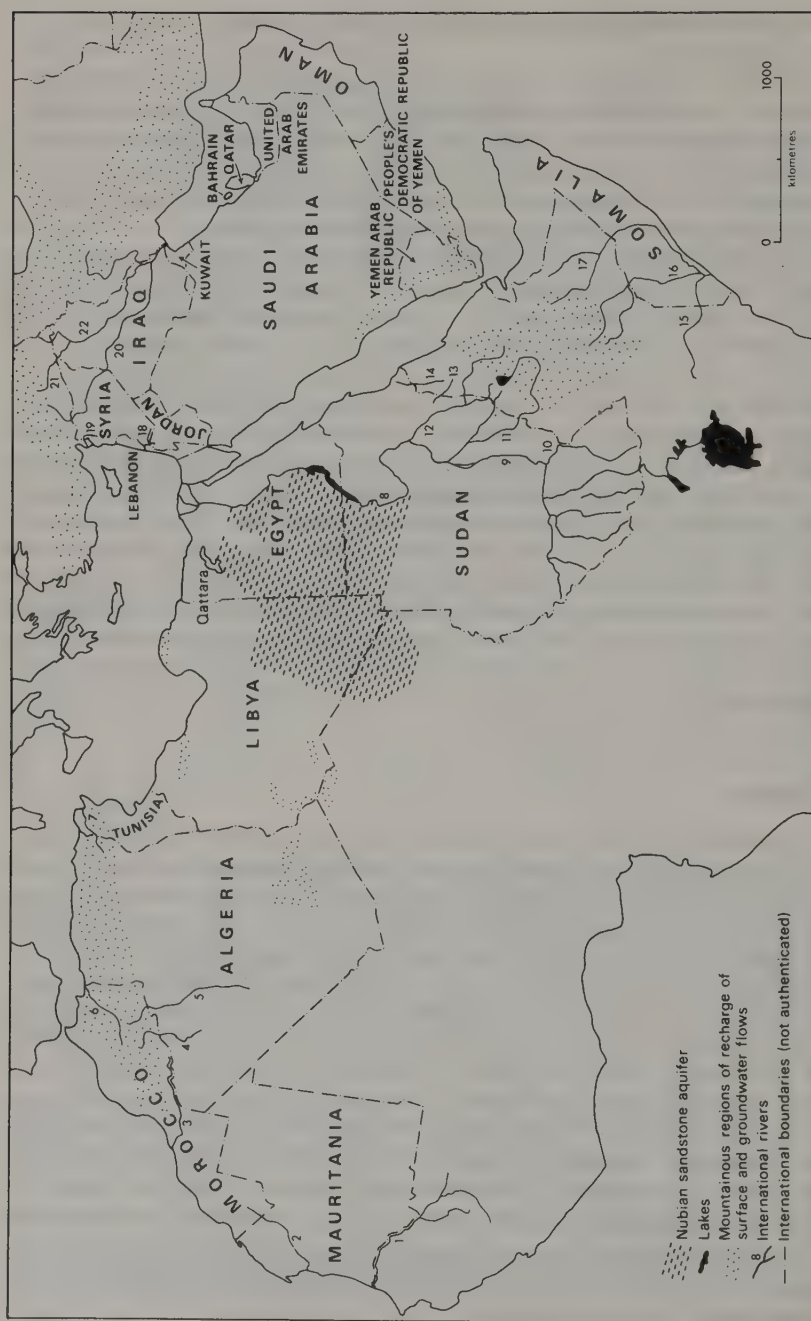 MOROCCO
ALGERIA
TUNISIA
LIBYA
EGYPT
Qattara
MAURITANIA
SUDAN
LEBANON
SYRIA
JORDAN
IRAQ
KUWAIT
BAHRAIN
QATAR
UNITED
ARAB
EMIRATES
SAUDI
ARABIA
OMAN
YEMEN ARAB
REPUBLIC
PEOPLE'S
DEMOCRATIC REPUBLIC
OF YEMEN
SOMALIA
1
2
3
4
5
6
7
8
9
10
11
12
13
14
15
16
17
18
19
20
21
22
Nubian sandstone aquifer
Lakes
Mountainous regions of recharge of
surface and groundwater flows
8 International rivers
International boundaries (not authenticated)
0 1000
kilometres